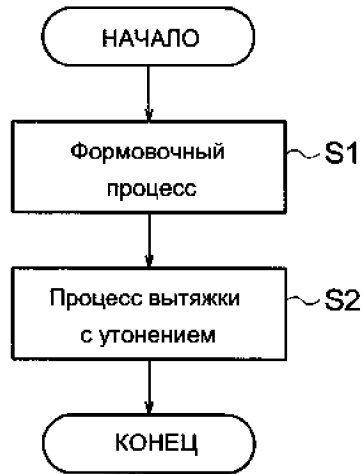 НАЧАЛО
Формовочный
процесс
S1
Процесс вытяжки
с утонением
S2
КОНЕЦ